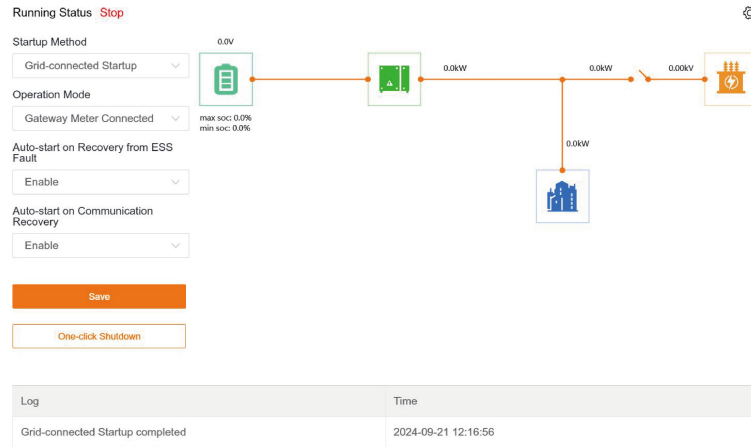 Running Status Stop
Startup Method
Grid-connected Startup
Operation Mode
Gateway Meter Connected
Auto-start on Recovery from ESS
Fault
Enable
Auto-start on Communication
Recovery
Enable
Save
One-click Shutdown
0.0V
max soc: 0.0%
min soc: 0.0%
0.0kW
0.0kW
0.00kV
0.0kW
Log Time
Grid-connected Startup completed 2024-09-21 12:16:56